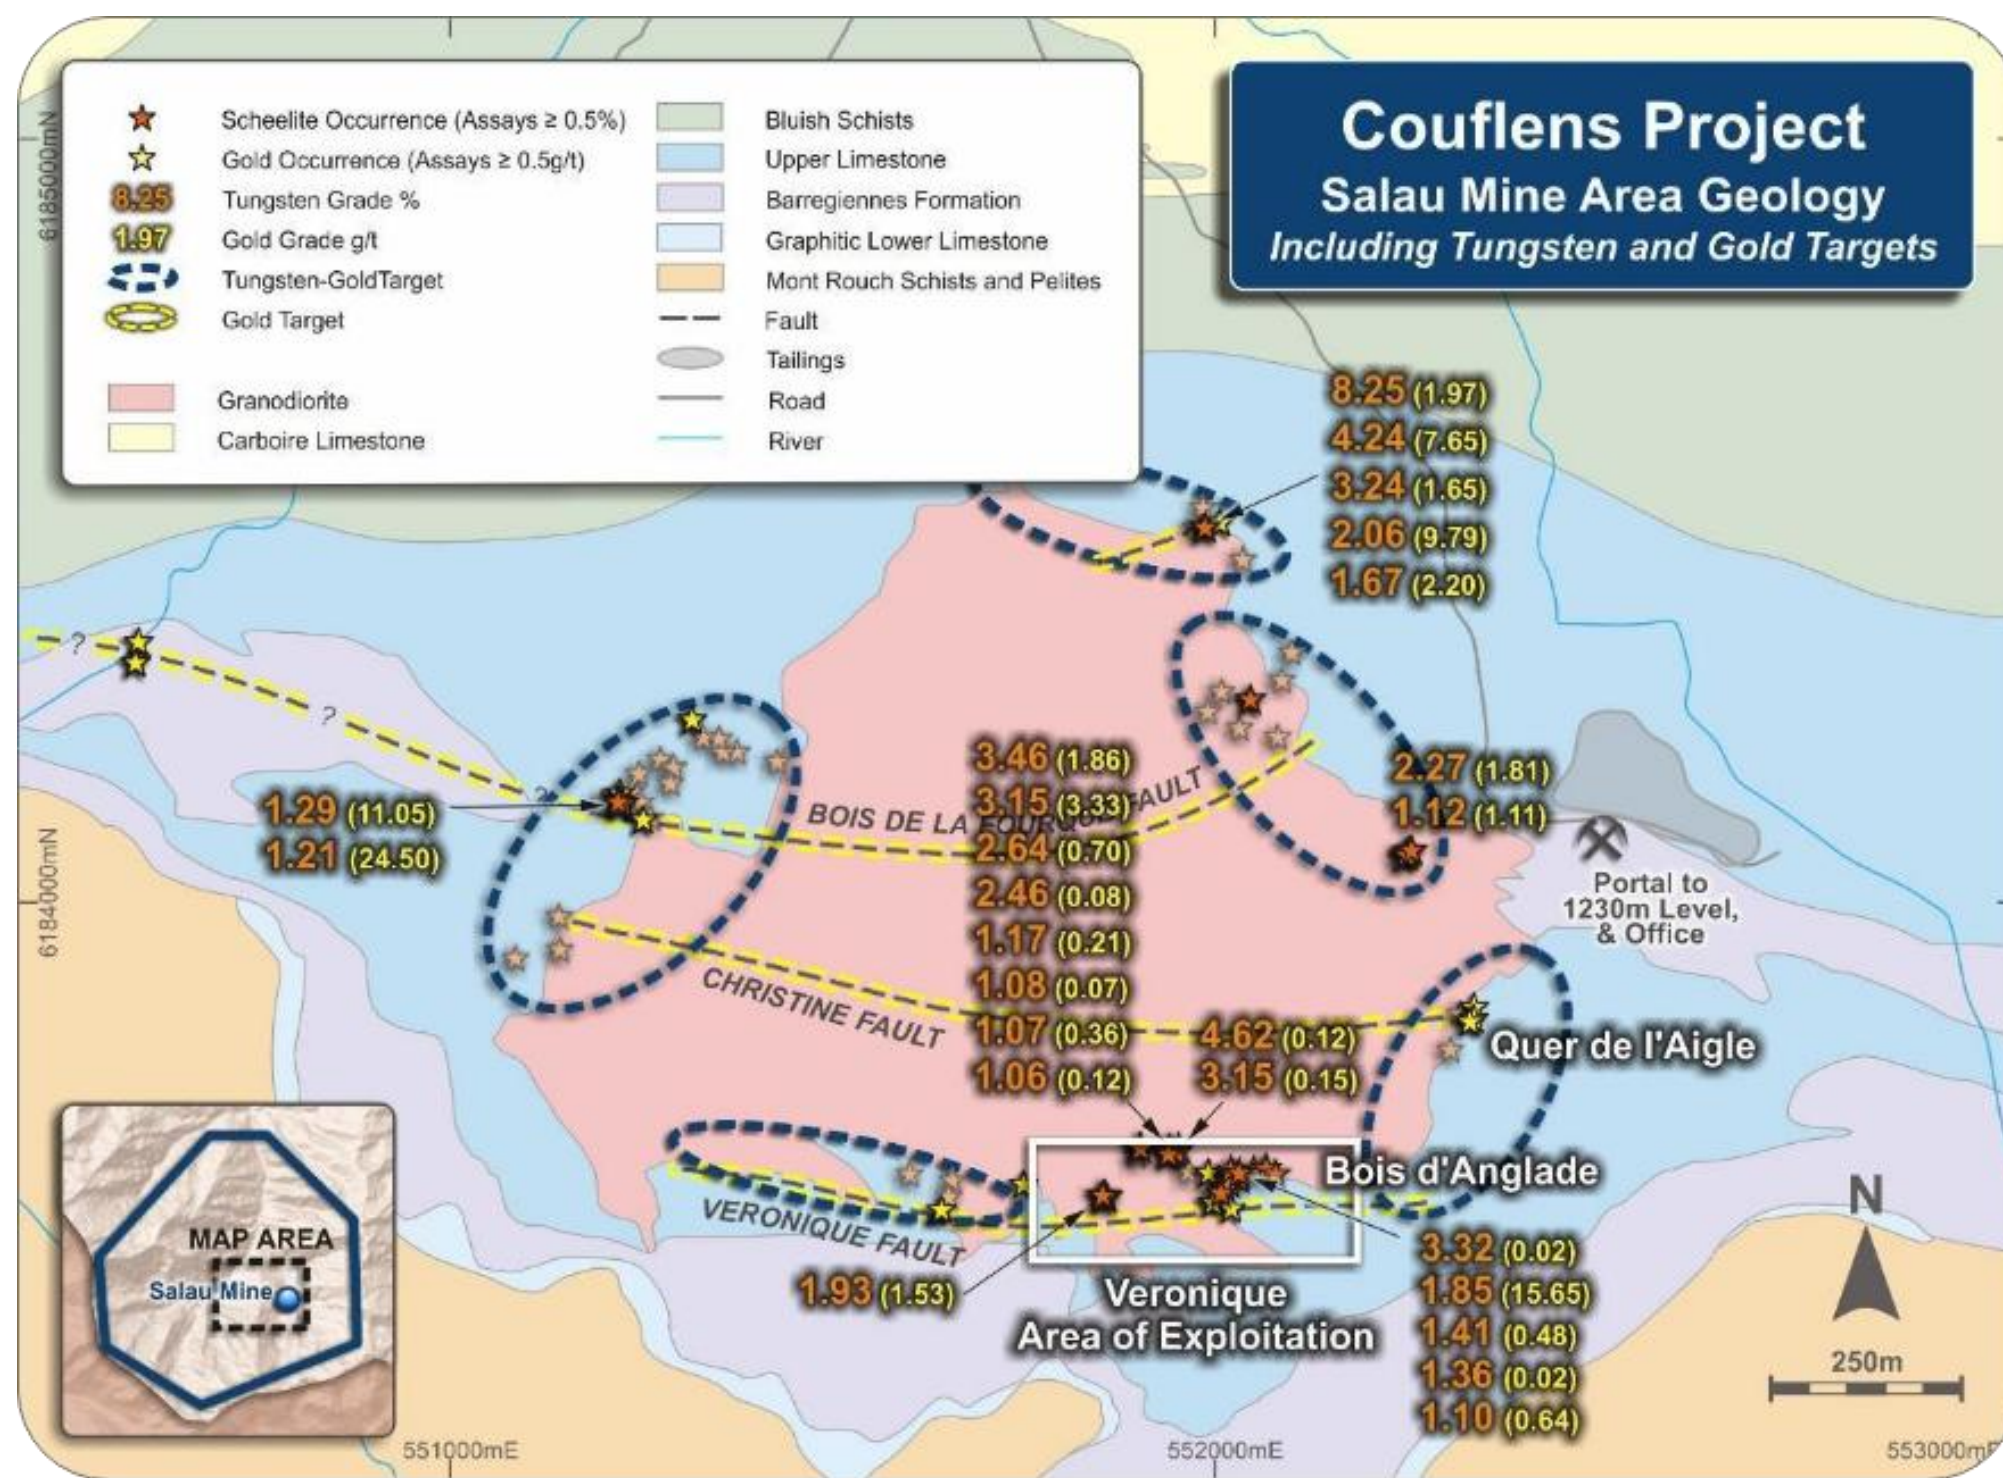 Couflens Project
Salau Mine Area Geology
Including Tungsten and Gold Targets
Scheelite Occurrence (Assays ≥ 0.5%)
Gold Occurrence (Assays ≥ 0.5g/t)
8.25 Tungsten Grade %
1.97 Gold Grade g/t
Tungsten-GoldTarget
Gold Target
Granodiorite
Carboire Limestone
Bluish Schists
Upper Limestone
Barregiennes Formation
Graphitic Lower Limestone
Mont Rouch Schists and Pelites
Fault
Tailings
Road
River
6185000mN
8.25 (1.97)
4.24 (7.65)
3.24 (1.65)
2.06 (9.79)
1.67 (2.20)
?
?
?
1.29 (11.05)
1.21 (24.50)
BOIS DE LA FAULT
3.46 (1.86)
3.15 (3.33)
2.64 (0.70)
2.46 (0.08)
1.17 (0.21)
1.08 (0.07)
1.07 (0.36)
1.06 (0.12)
2.27 (1.81)
1.12 (1.11)
Portal to
1230m Level,
& Office
6184000mN
CHRISTINE FAULT
4.62 (0.12)
3.15 (0.15)
Quer de l'Aigle
Bois d'Anglade
VERONIQUE FAULT
1.93 (1.53)
Veronique
Area of Exploitation
3.32 (0.02)
1.85 (15.65)
1.41 (0.48)
1.36 (0.02)
1.10 (0.64)
MAP AREA
Salau Mine
N
250m
551000mE
552000mE
553000mE